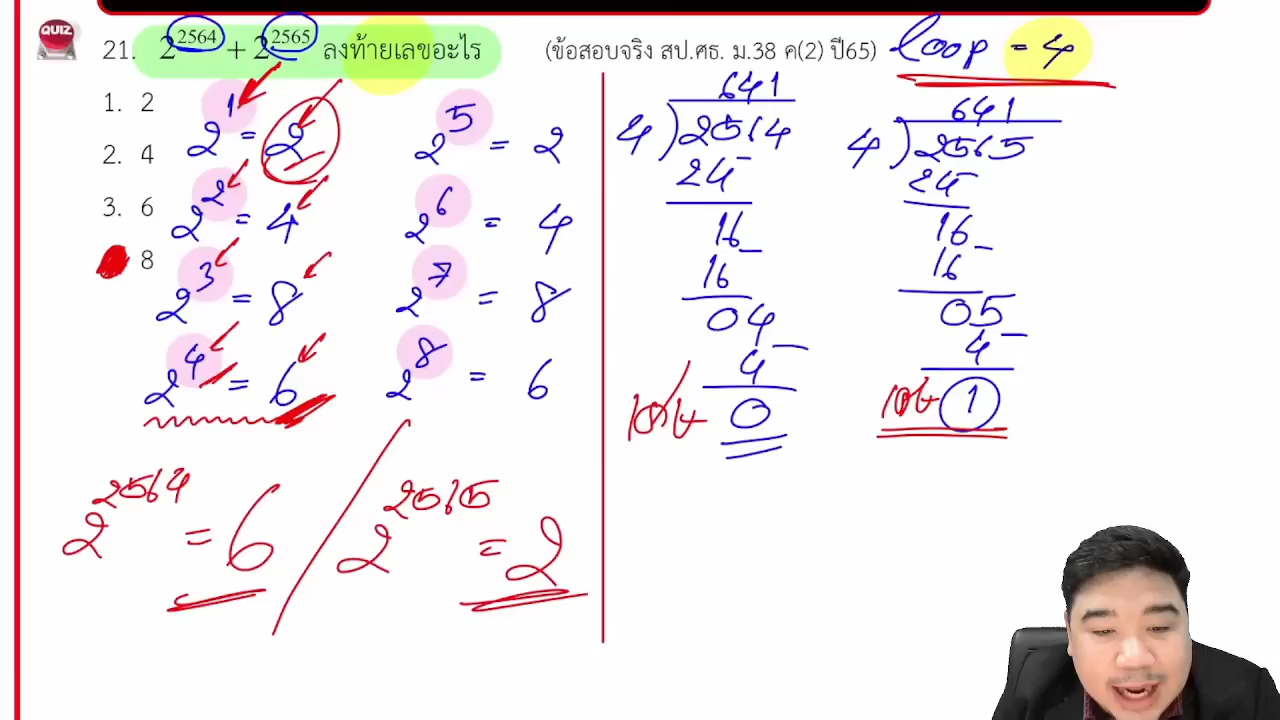 QUIZ
21. 2^2564 + 2^2565 ลงท้ายเลขอะไร (ข้อสอบจริง สป.ศธ. ม.38 ค(2) ปี65) loop = 4
1. 2
2. 4
3. 6
8
2^1 = 2
2^2 = 4
2^3 = 8
2^4 = 6
2^5 = 2
2^6 = 4
2^7 = 8
2^8 = 6
641
4)2564
24
16
16
04
4
0
641
4)2565
24
16
16
05
4
1
2^2564 = 6 / 2^2565 = 2